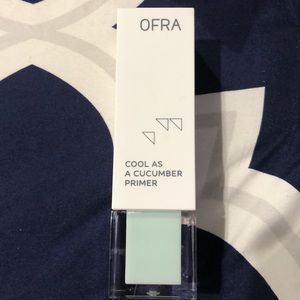 OFRA
COOL AS
A CUCUMBER
PRIMER